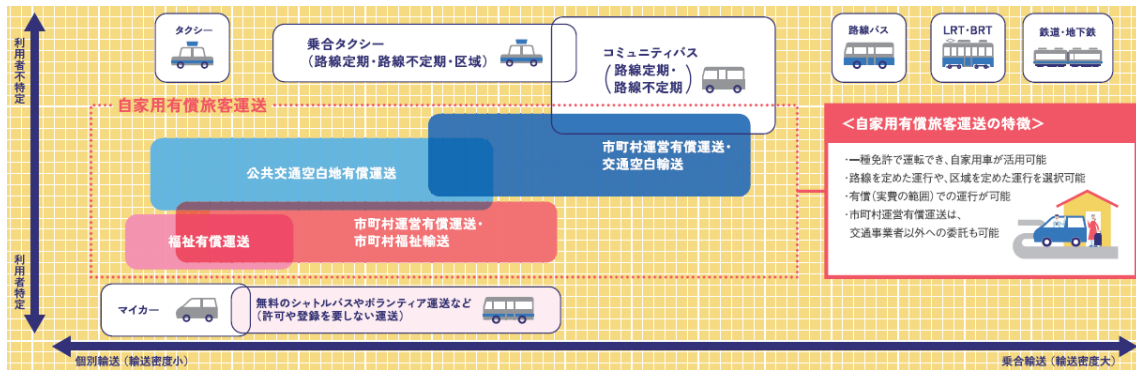 利用者不特定
利用者特定
タクシー
乗合タクシー
(路線定期・路線不定期・区域)
コミュニティバス
(路線定期・
路線不定期)
路線バス
LRT・BRT
鉄道・地下鉄
自家用有償旅客運送
公共交通空白地有償運送
市町村運営有償運送・
交通空白輸送
福祉有償運送
市町村運営有償運送・
市町村福祉輸送
<自家用有償旅客運送の特徴>
・一種免許で運転でき、自家用車が活用可能
・路線を定めた運行や、区域を定めた運行を選択可能
・有償(実費の範囲)での運行が可能
・市町村運営有償運送は、
交通事業者以外への委託も可能
マイカー
無料のシャトルバスやボランティア運送など
(許可や登録を要しない運送)
個別輸送(輸送密度小)
乗合輸送(輸送密度大)